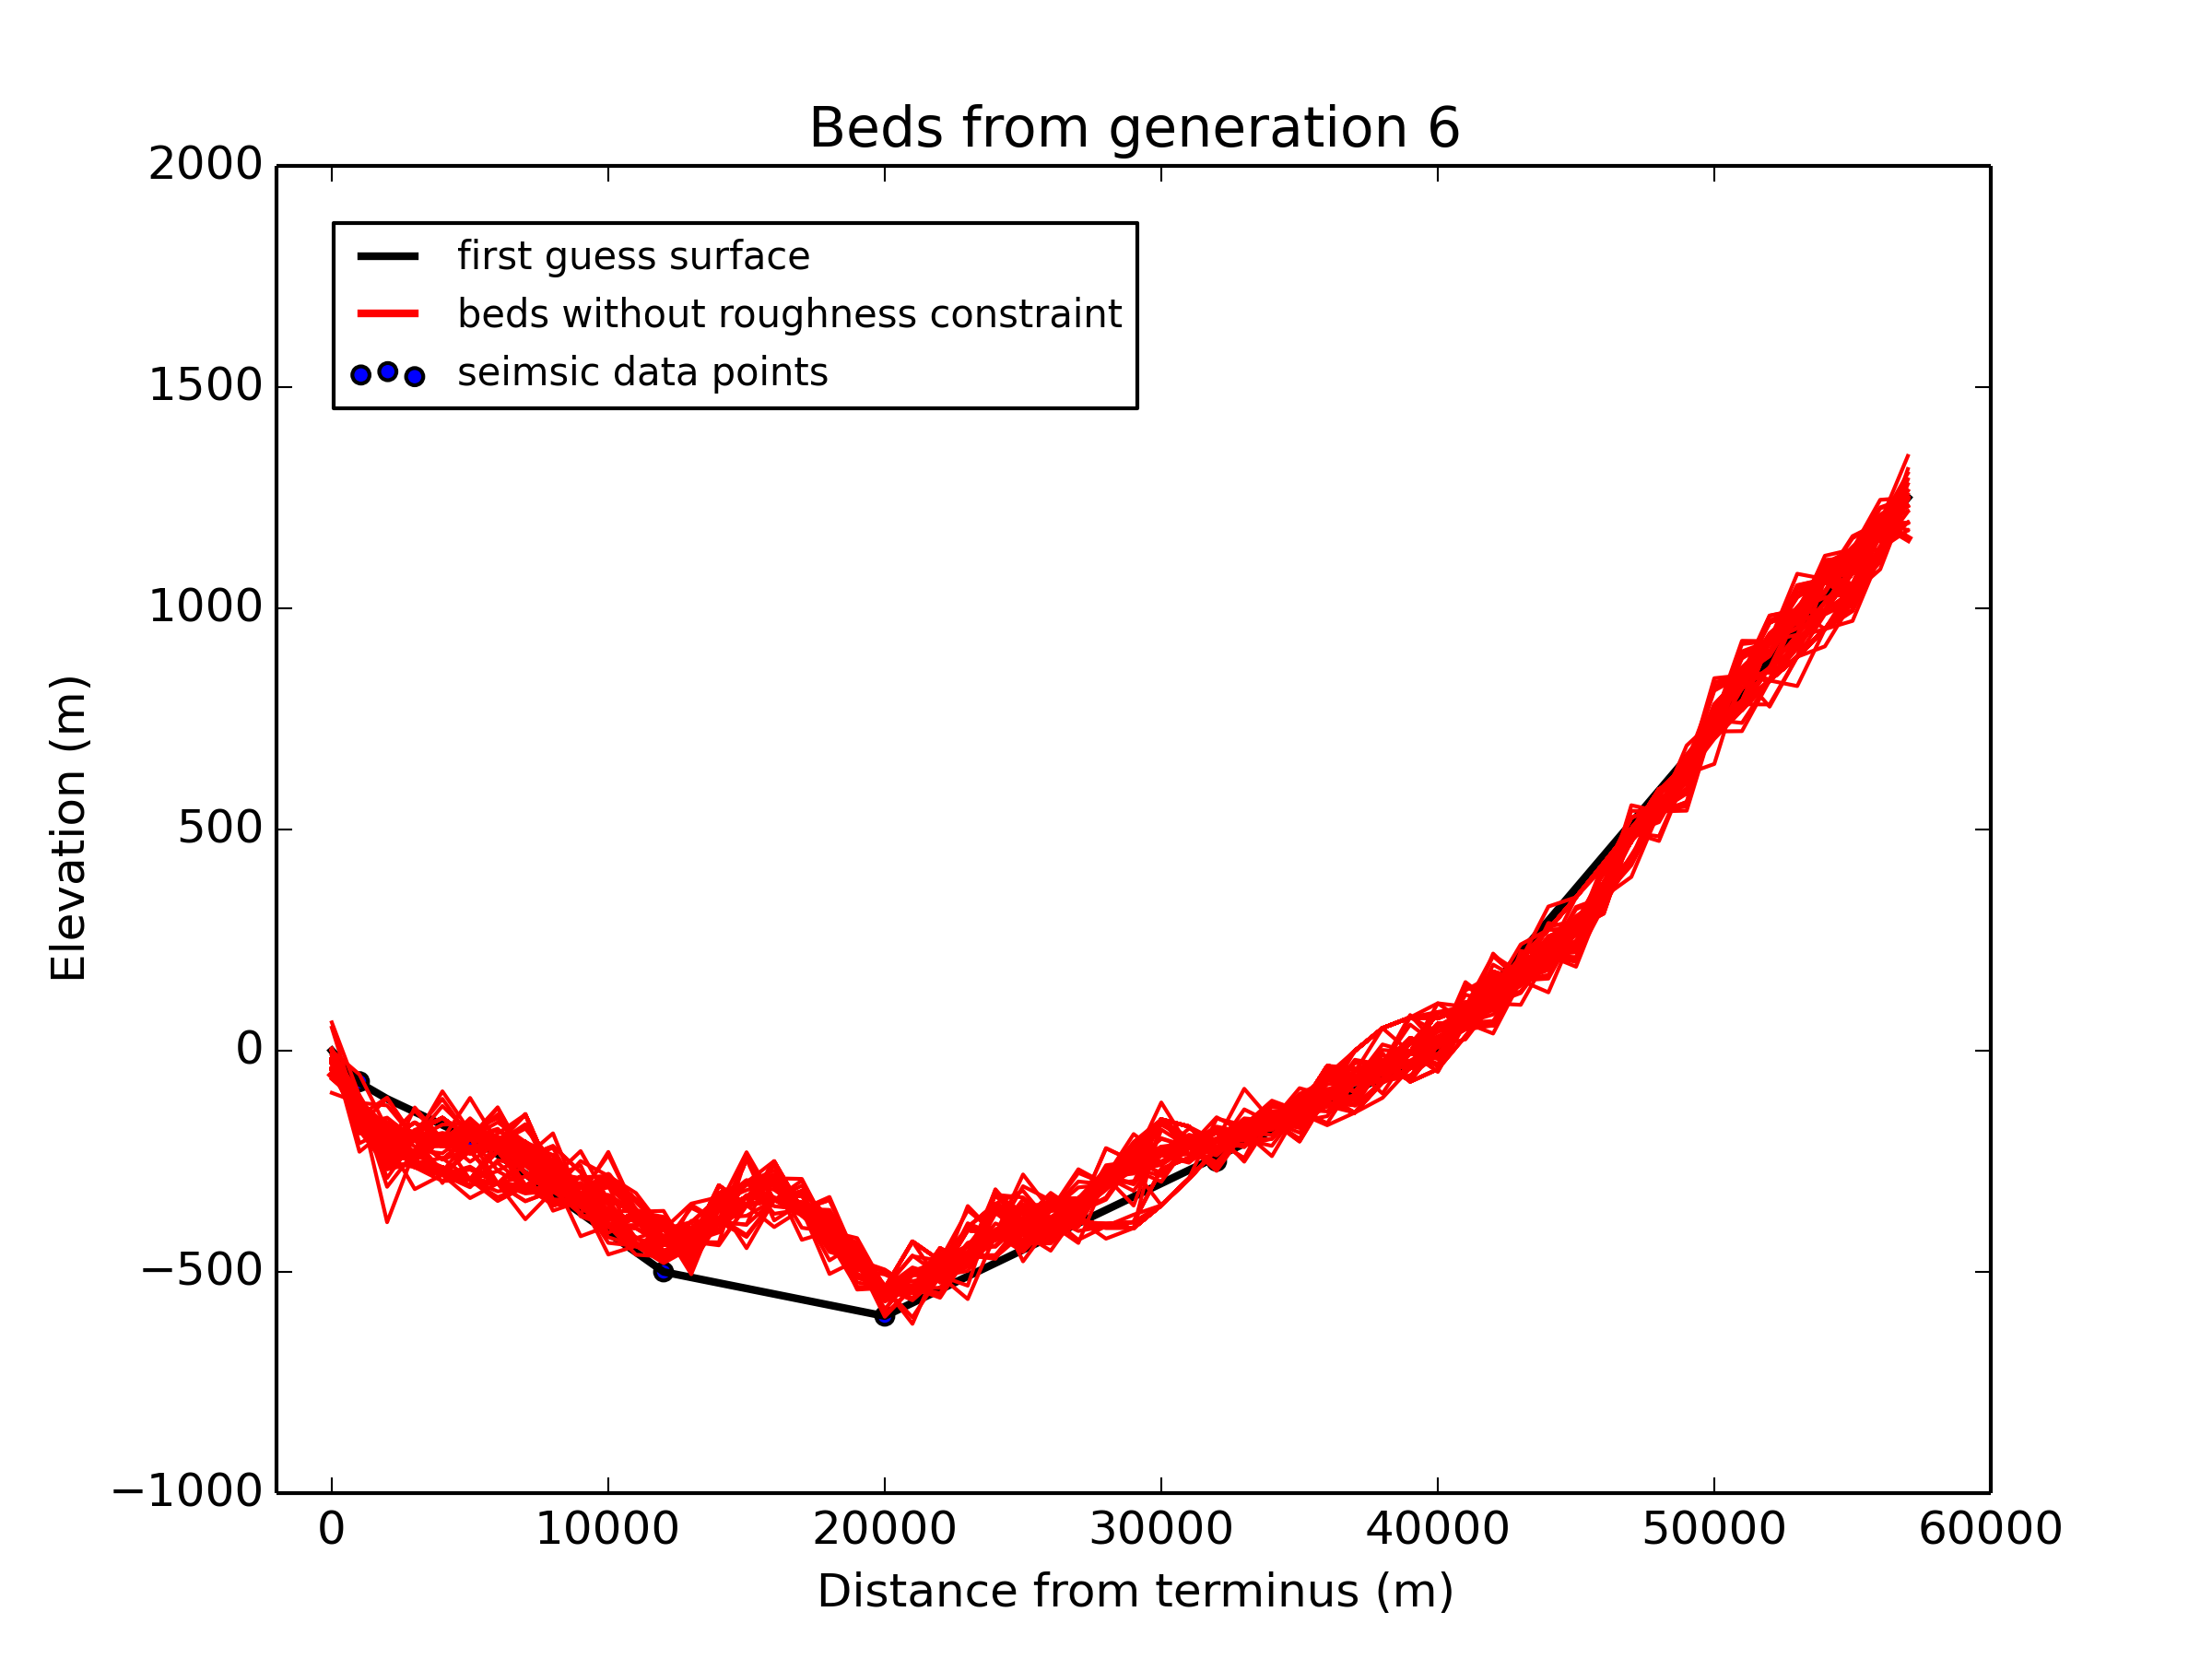 Beds from generation 6
2000
1500
1000
500
0
−500
−1000
first guess surface
beds without roughness constraint
seimsic data points
Elevation (m)
0 10000 20000 30000 40000 50000 60000
Distance from terminus (m)